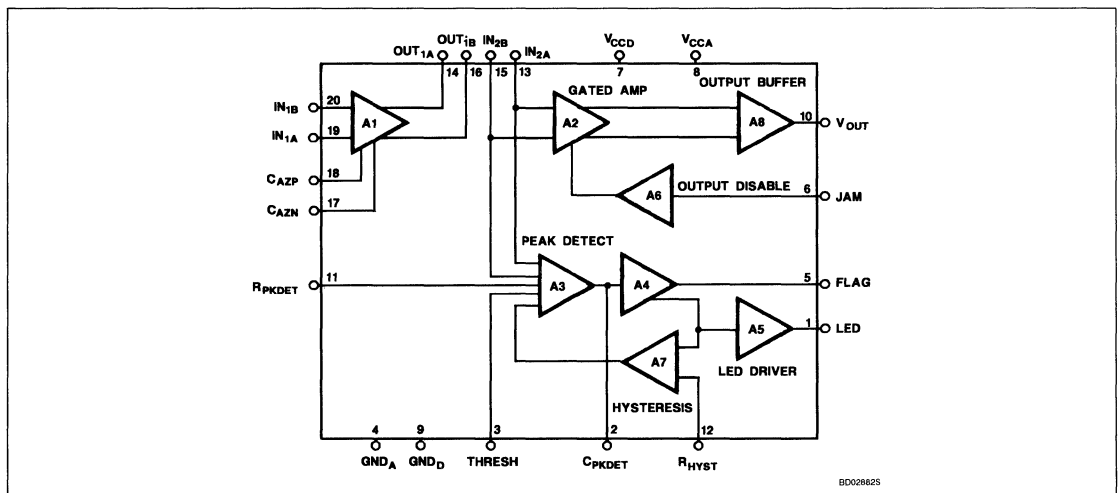 OUT1A OUT1B IN2B IN2A VCCD VCCA
14 16 15 13 7 8
GATED AMP OUTPUT BUFFER
IN1B 20 A1 A2 A8 10 VOUT
IN1A 19
CAZP 18 A6 OUTPUT DISABLE 6 JAM
CAZN 17
PEAK DETECT
RPKDET 11 A3 A4 5 FLAG
A5 1 LED
A7 LED DRIVER
HYSTERESIS
4 9 3 2 12
GNDA GNDD THRESH CPKDET RHYST
BD02882S